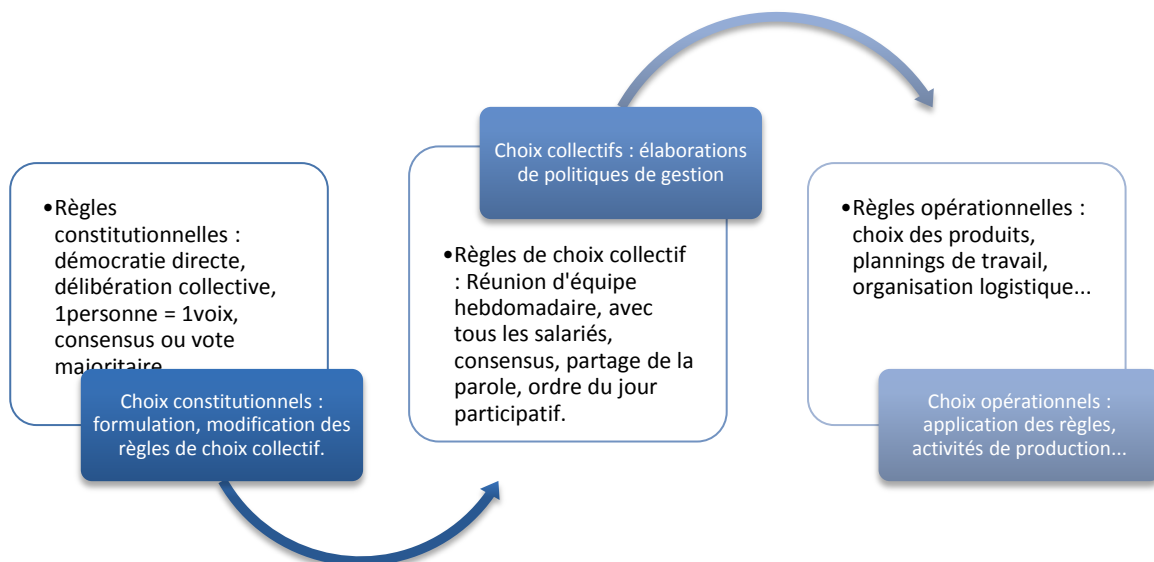 •Règles
constitutionnelles :
démocratie directe,
délibération collective,
1personne = 1voix,
consensus ou vote
majoritaire
Choix constitutionnels :
formulation, modification des
règles de choix collectif.
Choix collectifs : élaborations
de politiques de gestion
•Règles de choix collectif
: Réunion d'équipe
hebdomadaire, avec
tous les salariés,
consensus, partage de la
parole, ordre du jour
participatif.
•Règles opérationnelles :
choix des produits,
plannings de travail,
organisation logistique...
Choix opérationnels :
application des règles,
activités de production...